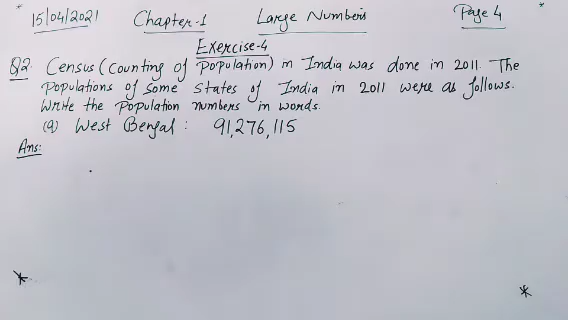 15/04/2021 Chapter-1 Large Numbers Page 4
Exercise-4
Q2. Census (Counting of Population) in India was done in 2011. The
Populations of some states of India in 2011 were as follows.
Write the Population numbers in words.
(a) West Bengal : 91,276,115
Ans: